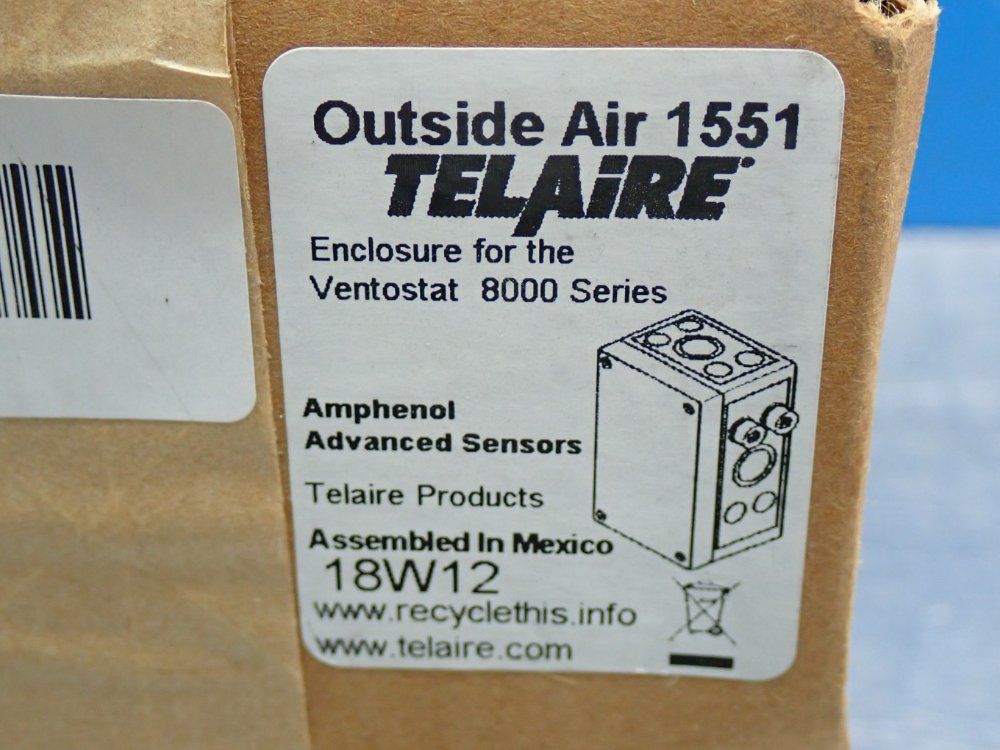 Outside Air 1551
TELAiRE
Enclosure for the
Ventostat 8000 Series
Amphenol
Advanced Sensors
Telaire Products
Assembled In Mexico
18W12
www.recyclethis.info
www.telaire.com